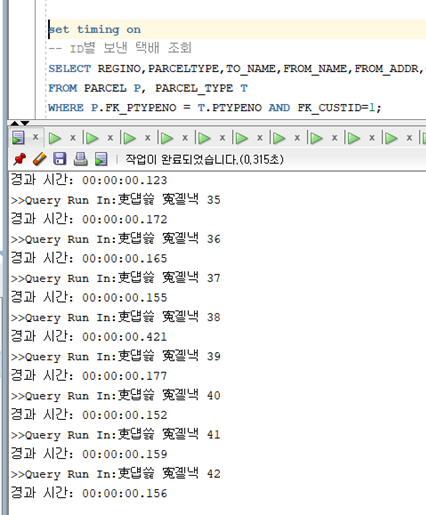 set timing on
-- ID별 보낸 택배 조회
SELECT REGINO,PARCELTYPE,TO_NAME,FROM_NAME,FROM_ADDR,
FROM PARCEL P, PARCEL_TYPE T
WHERE P.FK_PTYPENO = T.PTYPENO AND FK_CUSTID=1;
작업이 완료되었습니다.(0,315초)
경과 시간: 00:00:00.123
>>Query Run In:吏덉쓽 寃곌낵 35
경과 시간: 00:00:00.172
>>Query Run In:吏덉쓽 寃곌낵 36
경과 시간: 00:00:00.165
>>Query Run In:吏덉쓽 寃곌낵 37
경과 시간: 00:00:00.155
>>Query Run In:吏덉쓽 寃곌낵 38
경과 시간: 00:00:00.421
>>Query Run In:吏덉쓽 寃곌낵 39
경과 시간: 00:00:00.177
>>Query Run In:吏덉쓽 寃곌낵 40
경과 시간: 00:00:00.152
>>Query Run In:吏덉쓽 寃곌낵 41
경과 시간: 00:00:00.159
>>Query Run In:吏덉쓽 寃곌낵 42
경과 시간: 00:00:00.156